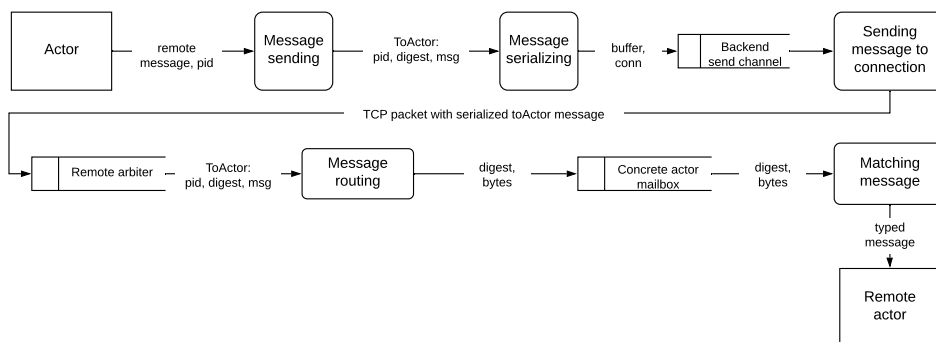 Actor
remote
message, pid
Message
sending
ToActor:
pid, digest, msg
Message
serializing
buffer,
conn
Backend
send channel
Sending
message to
connection
TCP packet with serialized toActor message
Remote arbiter
ToActor:
pid, digest, msg
Message
routing
digest,
bytes
Concrete actor
mailbox
digest,
bytes
Matching
message
typed
message
Remote
actor